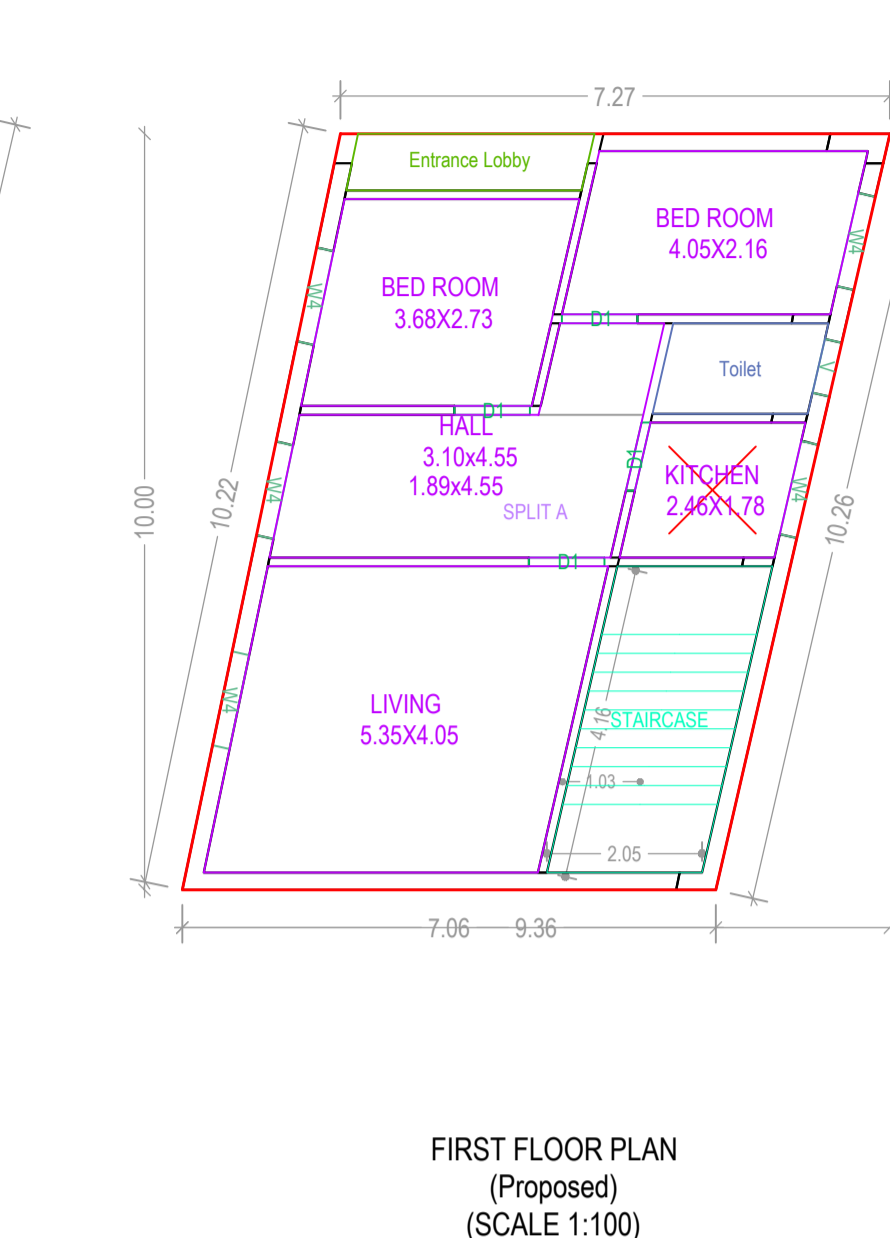 7.27
Entrance Lobby
BED ROOM
4.05X2.16
W4
BED ROOM
3.68X2.73
W4
D1
Toilet
V
D1
HALL
3.10x4.55
1.89x4.55
SPLIT A
D1
KITCHEN
2.46X1.78
W4
W4
10.00
10.22
10.26
D1
LIVING
5.35X4.05
W4
STAIRCASE
4.16
1.03
2.05
7.06
9.36
FIRST FLOOR PLAN
(Proposed)
(SCALE 1:100)